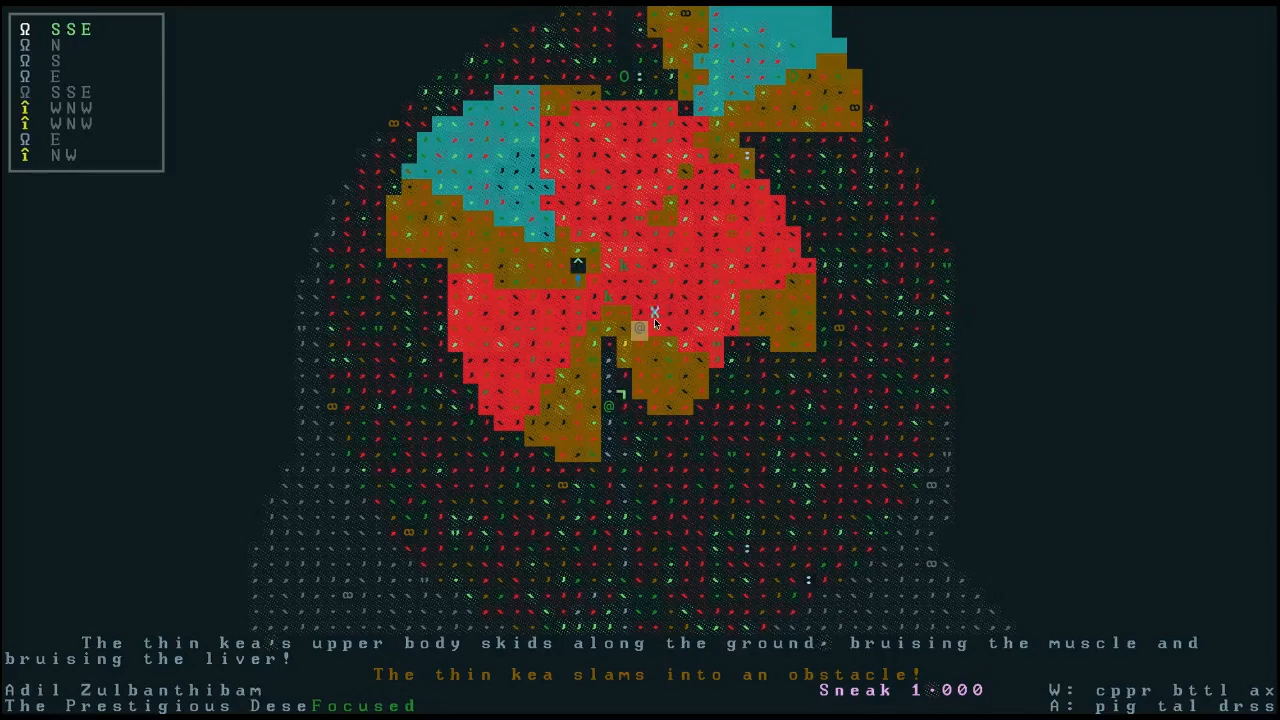 Ω SSE
Ω N
Ω S
Ω E
Ω SSE
î WNW
î WNW
Ω E
î NW
The thin kea's upper body skids along the ground, bruising the muscle and
bruising the liver!
The thin kea slams into an obstacle!
Adil Zulbanthibam
Sneak 1.000
W: cppr bttl ax
The Prestigious DeseFocused
A: pig tal drss